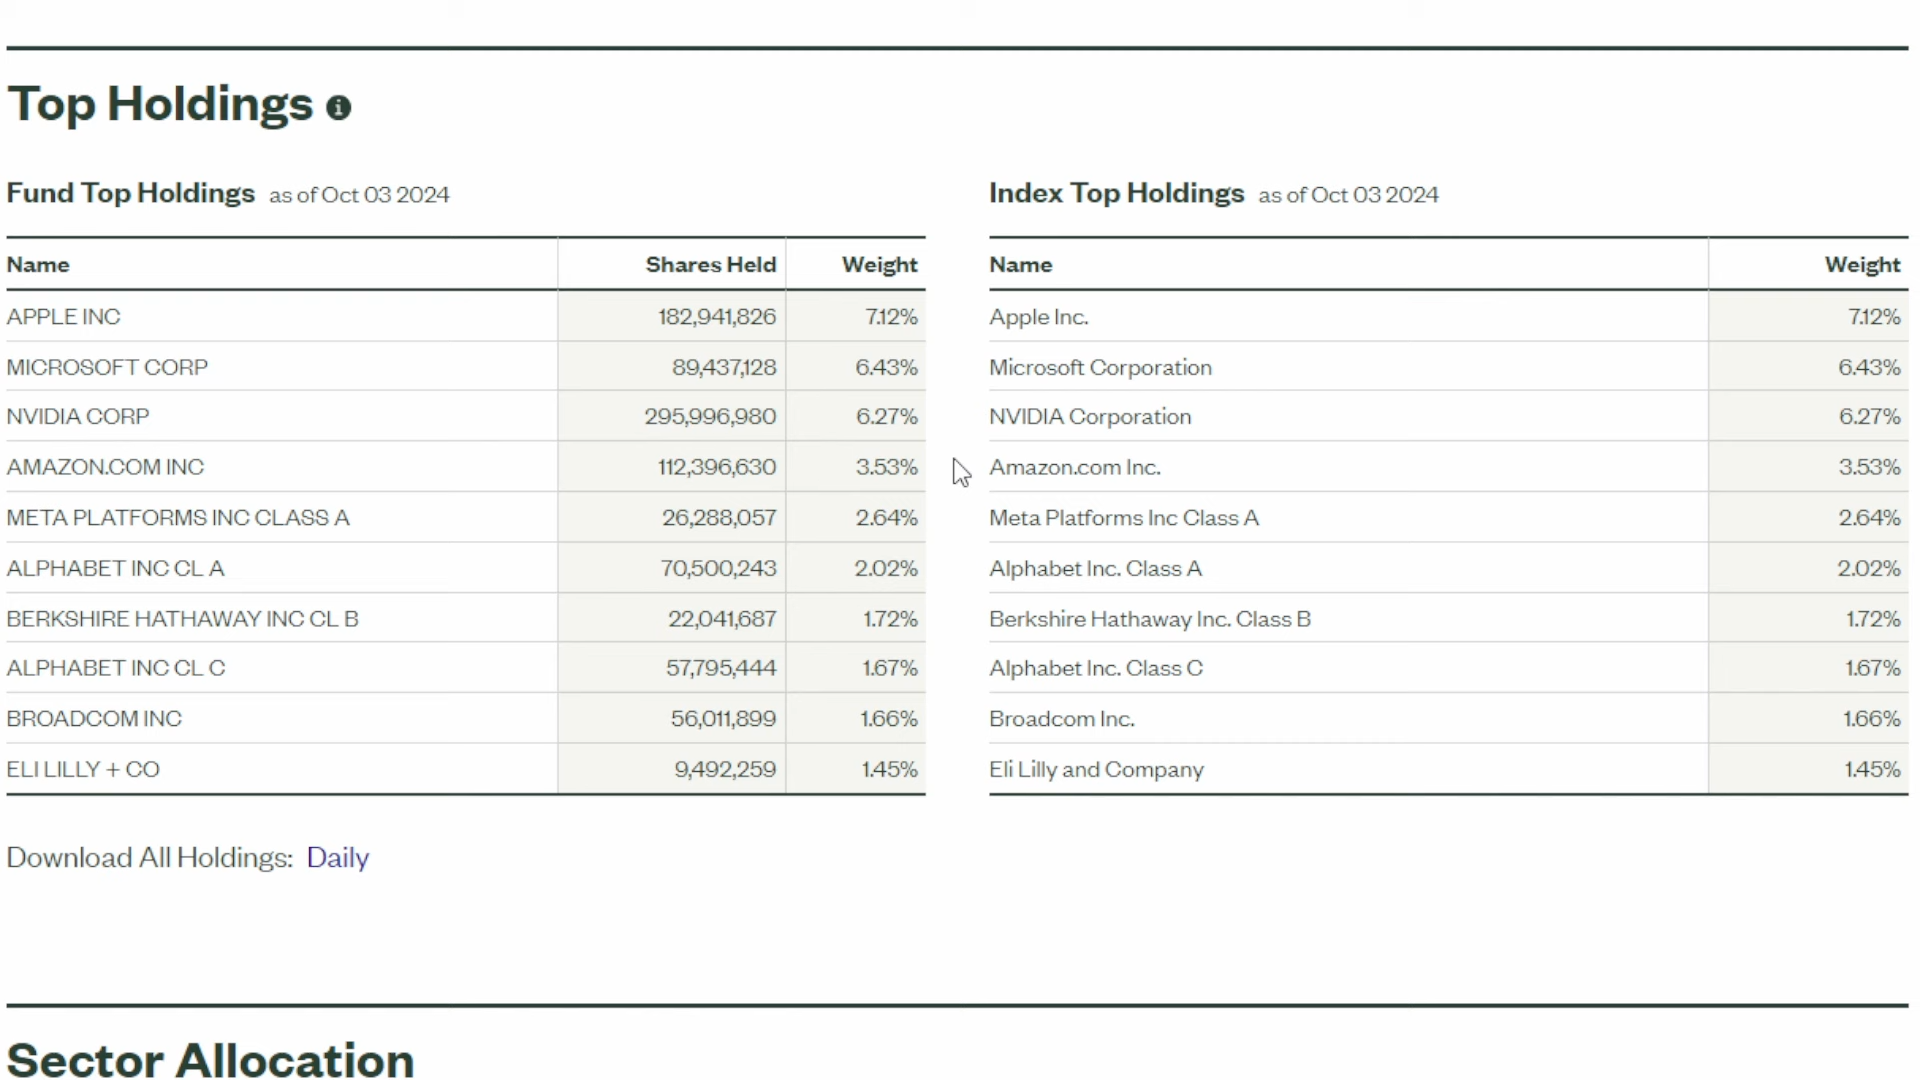 Top Holdings
Fund Top Holdings as of Oct 03 2024
Name Shares Held Weight
APPLE INC 182,941,826 7.12%
MICROSOFT CORP 89,437,128 6.43%
NVIDIA CORP 295,996,980 6.27%
AMAZON.COM INC 112,396,630 3.53%
META PLATFORMS INC CLASS A 26,288,057 2.64%
ALPHABET INC CL A 70,500,243 2.02%
BERKSHIRE HATHAWAY INC CL B 22,041,687 1.72%
ALPHABET INC CL C 57,795,444 1.67%
BROADCOM INC 56,011,899 1.66%
ELI LILLY + CO 9,492,259 1.45%
Index Top Holdings as of Oct 03 2024
Name Weight
Apple Inc. 7.12%
Microsoft Corporation 6.43%
NVIDIA Corporation 6.27%
Amazon.com Inc. 3.53%
Meta Platforms Inc Class A 2.64%
Alphabet Inc. Class A 2.02%
Berkshire Hathaway Inc. Class B 1.72%
Alphabet Inc. Class C 1.67%
Broadcom Inc. 1.66%
Eli Lilly and Company 1.45%
Download All Holdings: Daily
Sector Allocation